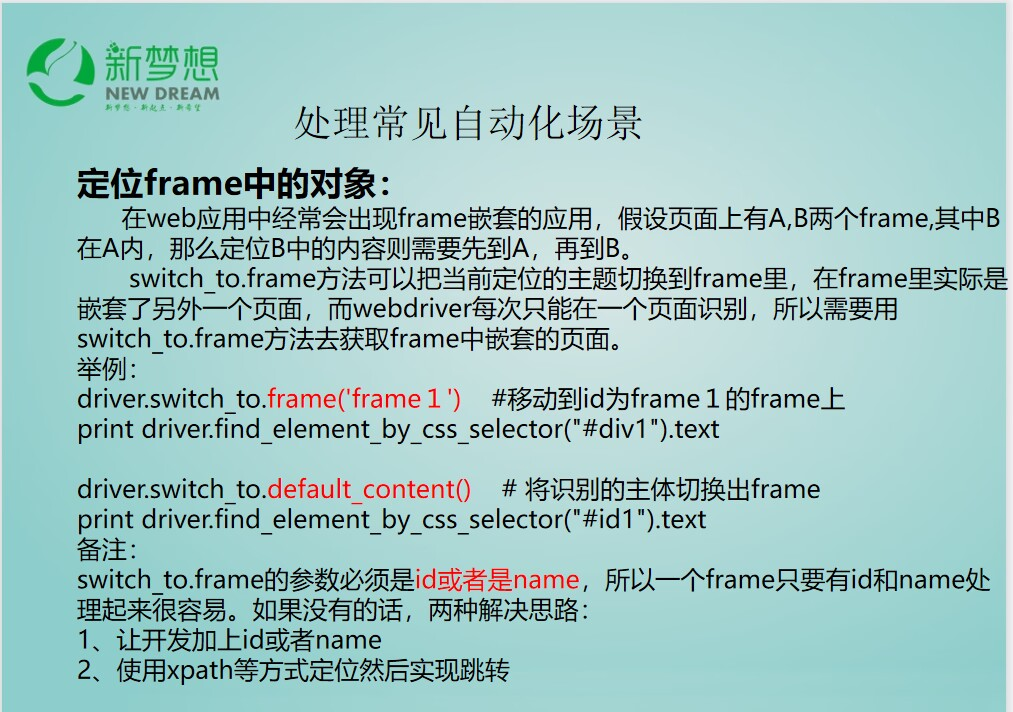 新梦想
NEW DREAM
新梦想·新起点·新希望
处理常见自动化场景
定位frame中的对象：
在web应用中经常会出现frame嵌套的应用，假设页面上有A,B两个frame,其中B
在A内，那么定位B中的内容则需要先到A，再到B。
switch_to.frame方法可以把当前定位的主题切换到frame里，在frame里实际是
嵌套了另外一个页面，而webdriver每次只能在一个页面识别，所以需要用
switch_to.frame方法去获取frame中嵌套的页面。
举例：
driver.switch_to.frame('frame１') #移动到id为frame１的frame上
print driver.find_element_by_css_selector("#div1").text
driver.switch_to.default_content() # 将识别的主体切换出frame
print driver.find_element_by_css_selector("#id1").text
备注：
switch_to.frame的参数必须是id或者是name，所以一个frame只要有id和name处
理起来很容易。如果没有的话，两种解决思路：
1、让开发加上id或者name
2、使用xpath等方式定位然后实现跳转